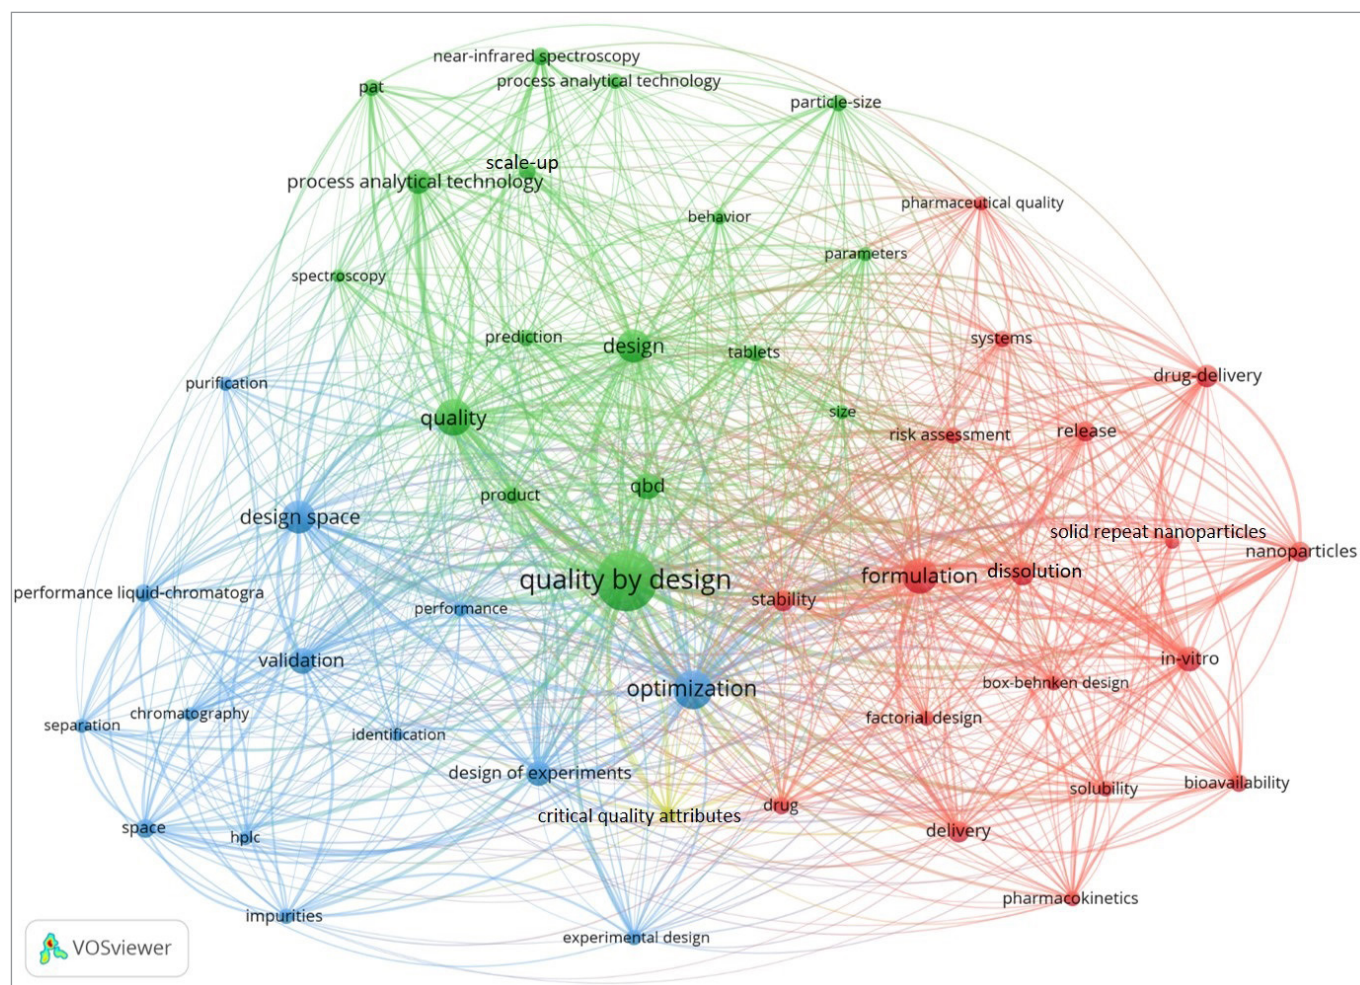 near-infrared spectroscopy
process analytical technology
pat
particle-size
scale-up
process analytical technology
pharmaceutical quality
behavior
parameters
spectroscopy
prediction
design
tablets
systems
purification
drug-delivery
quality
size
risk assessment
release
product
qbd
design space
solid repeat nanoparticles
nanoparticles
quality by design
formulation
dissolution
performance liquid-chromatogra
performance
stability
validation
in-vitro
optimization
box-behnken design
separation
chromatography
identification
factorial design
design of experiments
solubility
bioavailability
critical quality attributes
drug
space
hplc
delivery
pharmacokinetics
impurities
experimental design
VOSviewer